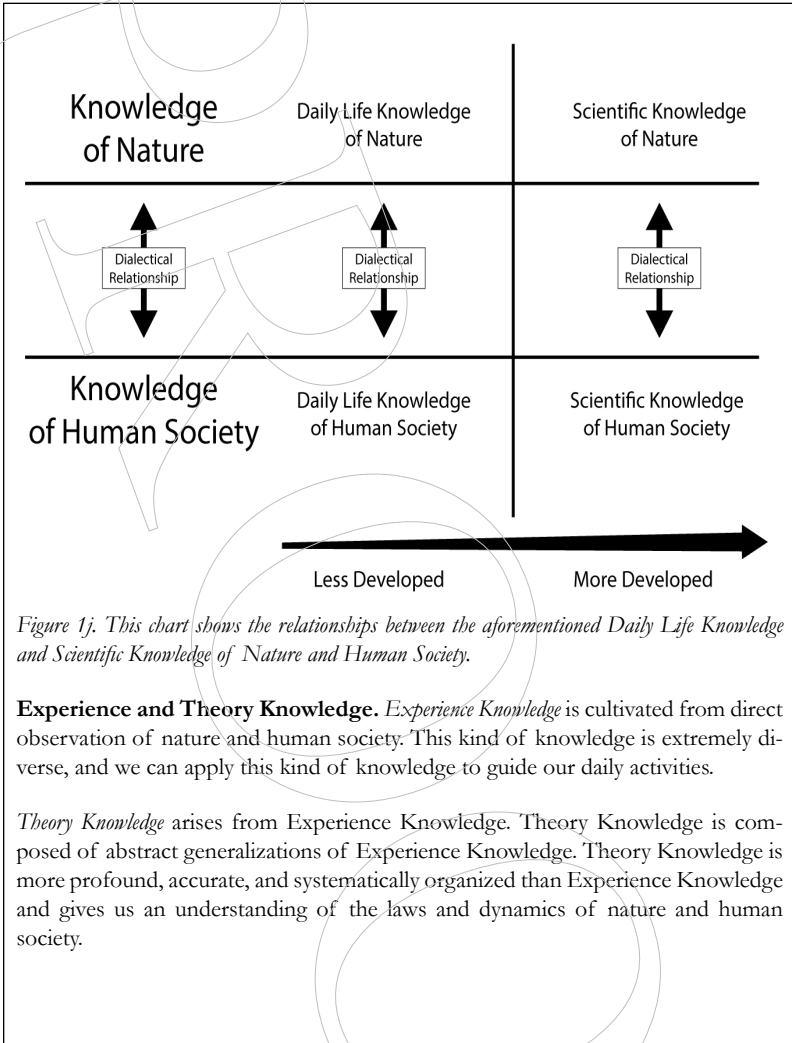 Knowledge
of Nature
Daily Life Knowledge
of Nature
Scientific Knowledge
of Nature
Dialectical
Relationship
Dialectical
Relationship
Dialectical
Relationship
Knowledge
of Human Society
Daily Life Knowledge
of Human Society
Scientific Knowledge
of Human Society
Less Developed
More Developed
Figure 1j. This chart shows the relationships between the aforementioned Daily Life Knowledge
and Scientific Knowledge of Nature and Human Society.
Experience and Theory Knowledge. Experience Knowledge is cultivated from direct
observation of nature and human society. This kind of knowledge is extremely di-
verse, and we can apply this kind of knowledge to guide our daily activities.
Theory Knowledge arises from Experience Knowledge. Theory Knowledge is com-
posed of abstract generalizations of Experience Knowledge. Theory Knowledge is
more profound, accurate, and systematically organized than Experience Knowledge
and gives us an understanding of the laws and dynamics of nature and human
society.